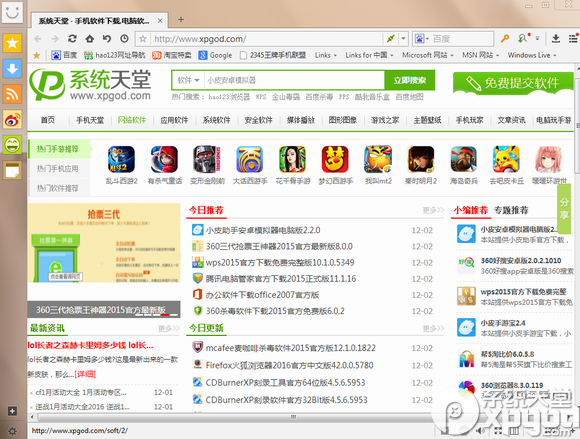 系统天堂 - 手机软件下载,电脑软...
http://www.xpgod.com/
百度
百度 hao123网址导航 淘宝特卖 Google 2345王牌手机联盟 Links Links for 中国 Microsoft 网站 MSN 网站 Windows Live
系统天堂
www.xpgod.com
软件 小皮安卓模拟器 立即搜索
热门搜索: hao123浏览器 WPS 金山毒霸 百度杀毒 酷我音乐盒 百度地图
免费提交软件
首页 手机天堂 网络软件 应用软件 系统软件 安全软件 媒体播放 图形图像 游戏之家 主题壁纸 手机玩家 文章资讯 电脑玩手游
热门手游推荐
热门手机应用
热门软件推荐
乱斗西游2 有杀气童话 变形金刚前 大话西游手 花千骨手游 梦幻西游手 我叫mt2 秦时明月2 海岛奇兵 去吧皮卡丘 暖暖环游世
分享
抢票三代
抢票第一神器
360三代抢票王神器2015官方最新版
今日推荐 更多>>
小皮助手安卓模拟器电脑版2.2.0 12-02
360三代抢票王神器2015官方最新8.0.0 12-02
wps2015官方下载免费完整版10.1.0.5349 12-02
腾讯电脑管家官方下载2015正式版11.1.16 12-02
办公软件下载office2007官方版 12-02
360杀毒软件下载2015官方免费版6.0.2 12-02
小编推荐 专题推荐
小皮安卓模拟器电脑版2.2.
本站提供小皮助手官方下载,
360好搜安卓版2.0.2.1010
360好搜app安卓版是360搜索
wps2015官方下载免费完整
本站提供wps2015官方下载免
小皮手游宝2.4
本站提供小皮手游宝下载,小
帮5淘比价6.0.5.8
帮5淘是帮5买旗下比价购物搜
360浏览器8.3.0.119
最新资讯 更多>>
lol长者之森赫卡里姆多少钱 lol长...
lol长者之森赫卡里姆多少钱?这是最新出来的一款
新皮肤,那么...[详细]
cf1月活动大全 1月活动专区...
逆战1月活动大全2016 逆战1...
今日更新 更多>>
mcafee麦咖啡杀毒软件2015官方版12.1.0.1822 12-02
Firefox火狐浏览器2016官方中文版42.0.0.5780 12-02
CDBurnerXP刻录工具官方64位版4.5.6.5953 12-02
CDBurnerXP刻录软件官方32Bit版4.5.6.5953 12-02
http://www.xpgod.com/soft/2/
系统天堂
www.xpgod.com